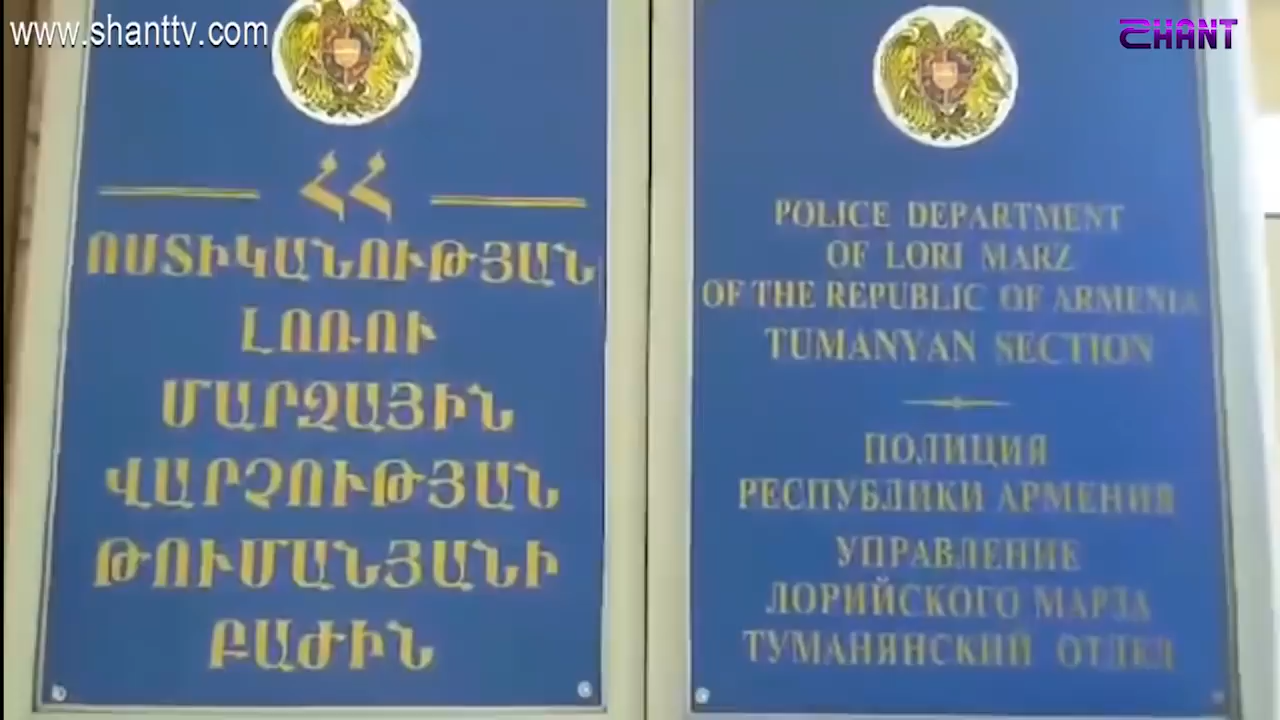 www.shanttv.com
SHANT
ՀՀ
ՈՍՏԻԿԱՆՈՒԹՅԱՆ
ԼՈՌՈՒ
ՄԱՐԶԱՅԻՆ
ՎԱՐՉՈՒԹՅԱՆ
ԹՈՒՄԱՆՅԱՆԻ
ԲԱԺԻՆ
POLICE DEPARTMENT
OF LORI MARZ
OF THE REPUBLIC OF ARMENIA
TUMANYAN SECTION
ПОЛИЦИЯ
РЕСПУБЛИКИ АРМЕНИЯ
УПРАВЛЕНИЕ
ЛОРИЙСКОГО МАРЗА
ТУМАНЯНСКИЙ ОТДЕЛ